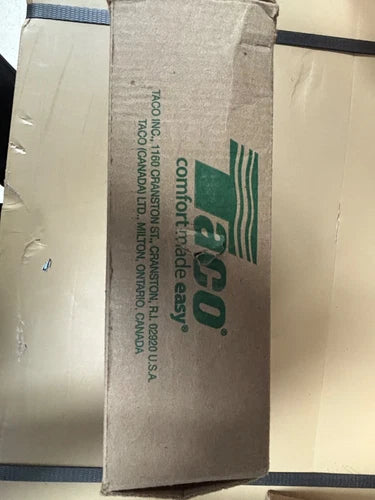 Taco®
comfort made easy®
TACO INC., 1160 CRANSTON ST., CRANSTON, R.I. 02920 U.S.A.
TACO (CANADA) LTD., MILTON, ONTARIO, CANADA